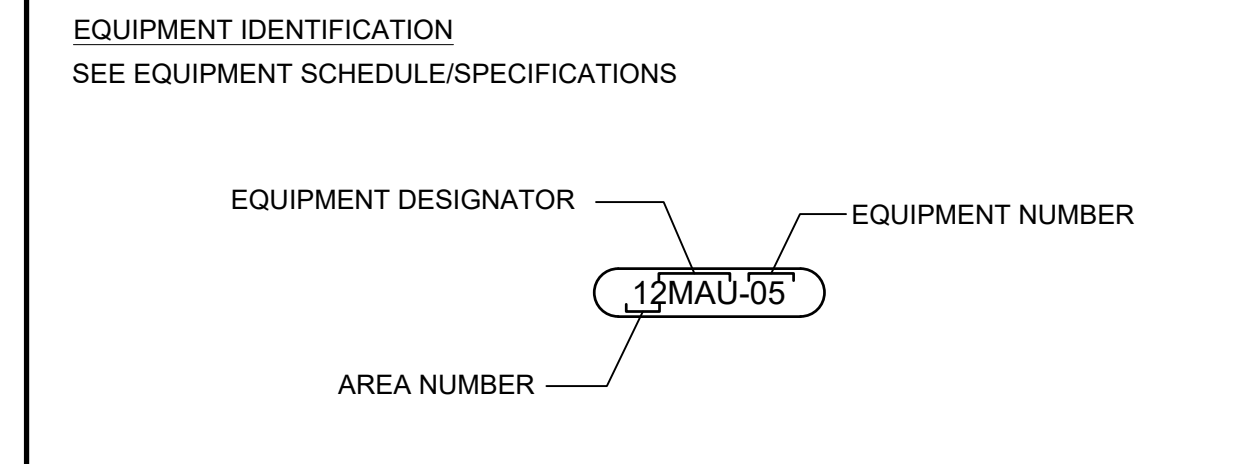 EQUIPMENT IDENTIFICATION
SEE EQUIPMENT SCHEDULE/SPECIFICATIONS
EQUIPMENT DESIGNATOR
EQUIPMENT NUMBER
12MAU-05
AREA NUMBER